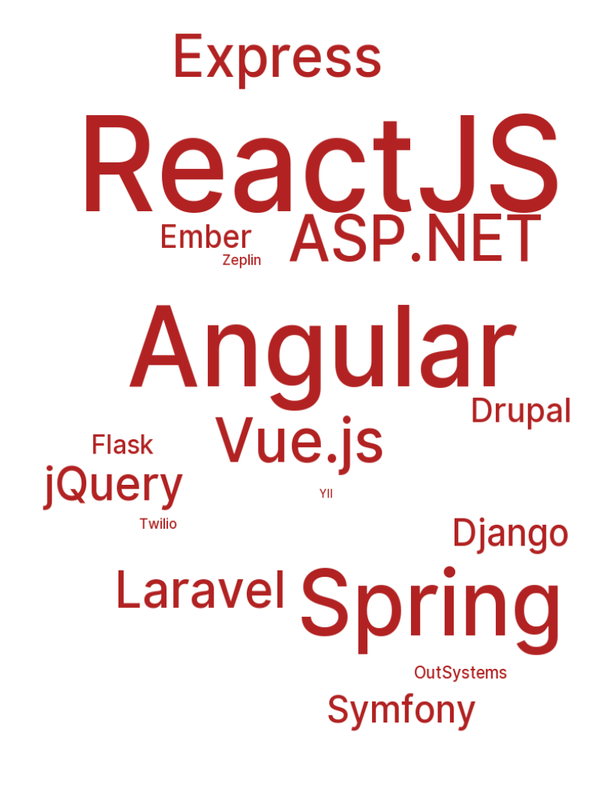 Express
ReactJS
Ember
ASP.NET
Zeplin
Angular
Drupal
Vue.js
Flask
jQuery
YII
Twilio
Django
Laravel
Spring
OutSystems
Symfony